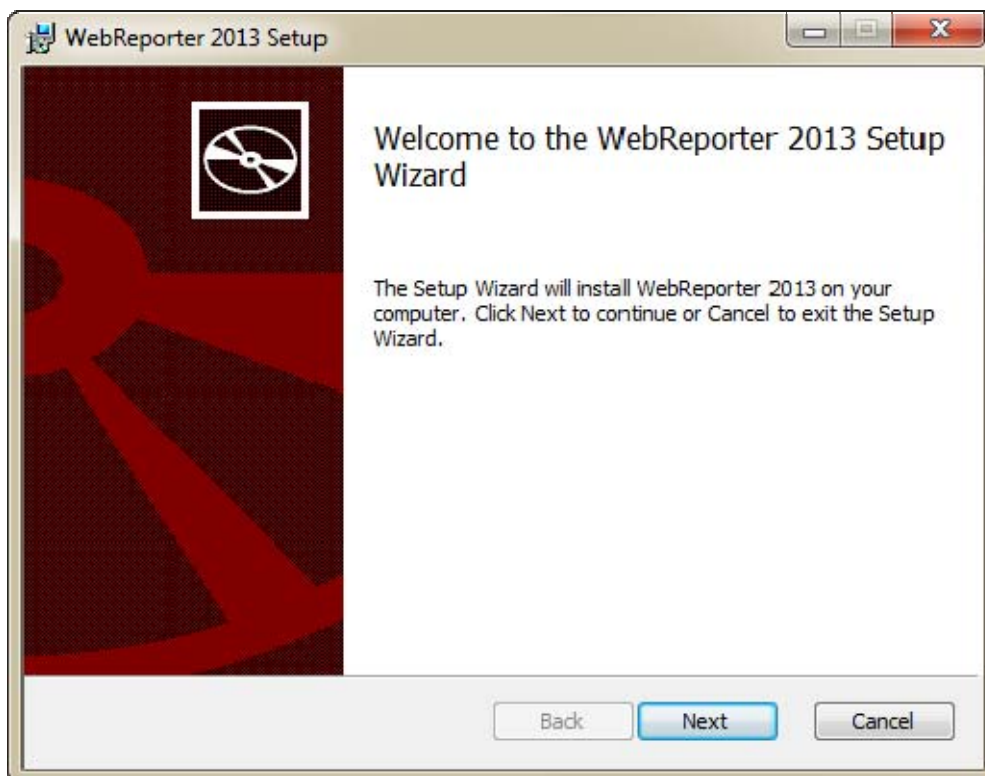 WebReporter 2013 Setup
Welcome to the WebReporter 2013 Setup
Wizard
The Setup Wizard will install WebReporter 2013 on your
computer. Click Next to continue or Cancel to exit the Setup
Wizard.
Back Next Cancel